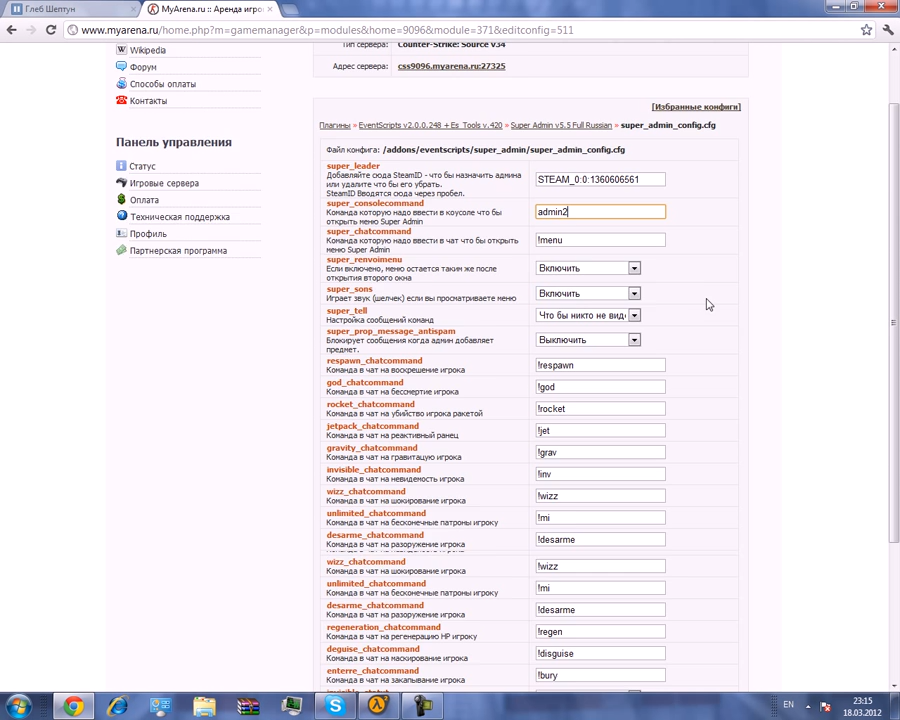 Глеб Шептун
MyArena.ru :: Аренда игро
www.myarena.ru/home.php?m=gamemanager&p=modules&home=9096&module=371&editconfig=511
Wikipedia
Форум
Способы оплаты
Контакты
Панель управления
Статус
Игровые сервера
Оплата
Техническая поддержка
Профиль
Партнерская программа
Тип сервера
Counter-Strike: Source v34
Адрес сервера:
css9096.myarena.ru:27325
[Избранные конфиги]
Плагины » EventScripts v2.0.0.248 + Es_Tools v.420 » Super Admin v5.5 Full Russian » super_admin_config.cfg
Файл конфига: /addons/eventscripts/super_admin/super_admin_config.cfg
super_leader
Добавляйте сюда SteamID - что бы назначить админа
или удалите что бы его убрать.
SteamID Вводятся сюда через пробел.
STEAM_0:0:1360606561
super_consolecommand
Команда которую надо ввести в коусоле что бы
открыть меню Super Admin
admin2
super_chatcommand
Команда которую надо ввести в чат что бы открыть
меню Super Admin
!menu
super_renvoimenu
Если включено, меню остается таким же после
открытия второго окна
Включить
super_sons
Играет звук (шелчек) если вы просматриваете меню
Включить
super_tell
Настройка сообщений команд
Что бы никто не виде
super_prop_message_antispam
Блокирует сообщения когда админ добавляет
предмет.
Выключить
respawn_chatcommand
Команда в чат на воскрешение игрока
!respawn
god_chatcommand
Команда в чат на бессмертие игрока
!god
rocket_chatcommand
Команда в чат на убийство игрока ракетой
!rocket
jetpack_chatcommand
Команда в чат на реактивный ранец
!jet
gravity_chatcommand
Команда в чат на гравитацую игрока
!grav
invisible_chatcommand
Команда в чат на невидемость игрока
!inv
wizz_chatcommand
Команда в чат на шокирование игрока
!wizz
unlimited_chatcommand
Команда в чат на бесконечные патроны игроку
!mi
desarme_chatcommand
Команда в чат на разоружение игрока
!desarme
wizz_chatcommand
Команда в чат на шокирование игрока
!wizz
unlimited_chatcommand
Команда в чат на бесконечные патроны игроку
!mi
desarme_chatcommand
Команда в чат на разоружение игрока
!desarme
regeneration_chatcommand
Команда в чат на регенерацию HP игроку
!regen
deguise_chatcommand
Команда в чат на маскирование игрока
!disguise
enterre_chatcommand
Команда в чат на закапывание игрока
!bury
EN
23:15
18.03.2012